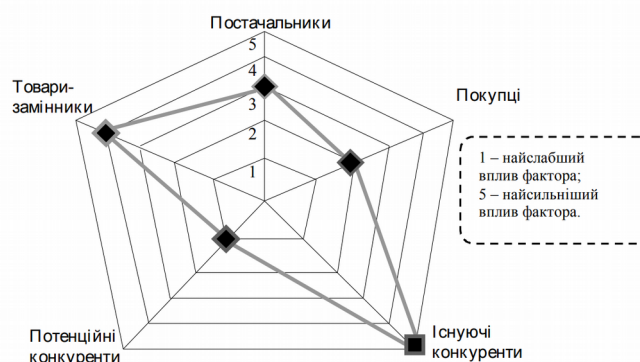 Постачальники
5
4
3
2
1
Товари-
замінники
Покупці
1 – найслабший
вплив фактора;
5 – найсильніший
вплив фактора.
Потенційні
конкуренти
Існуючі
конкуренти